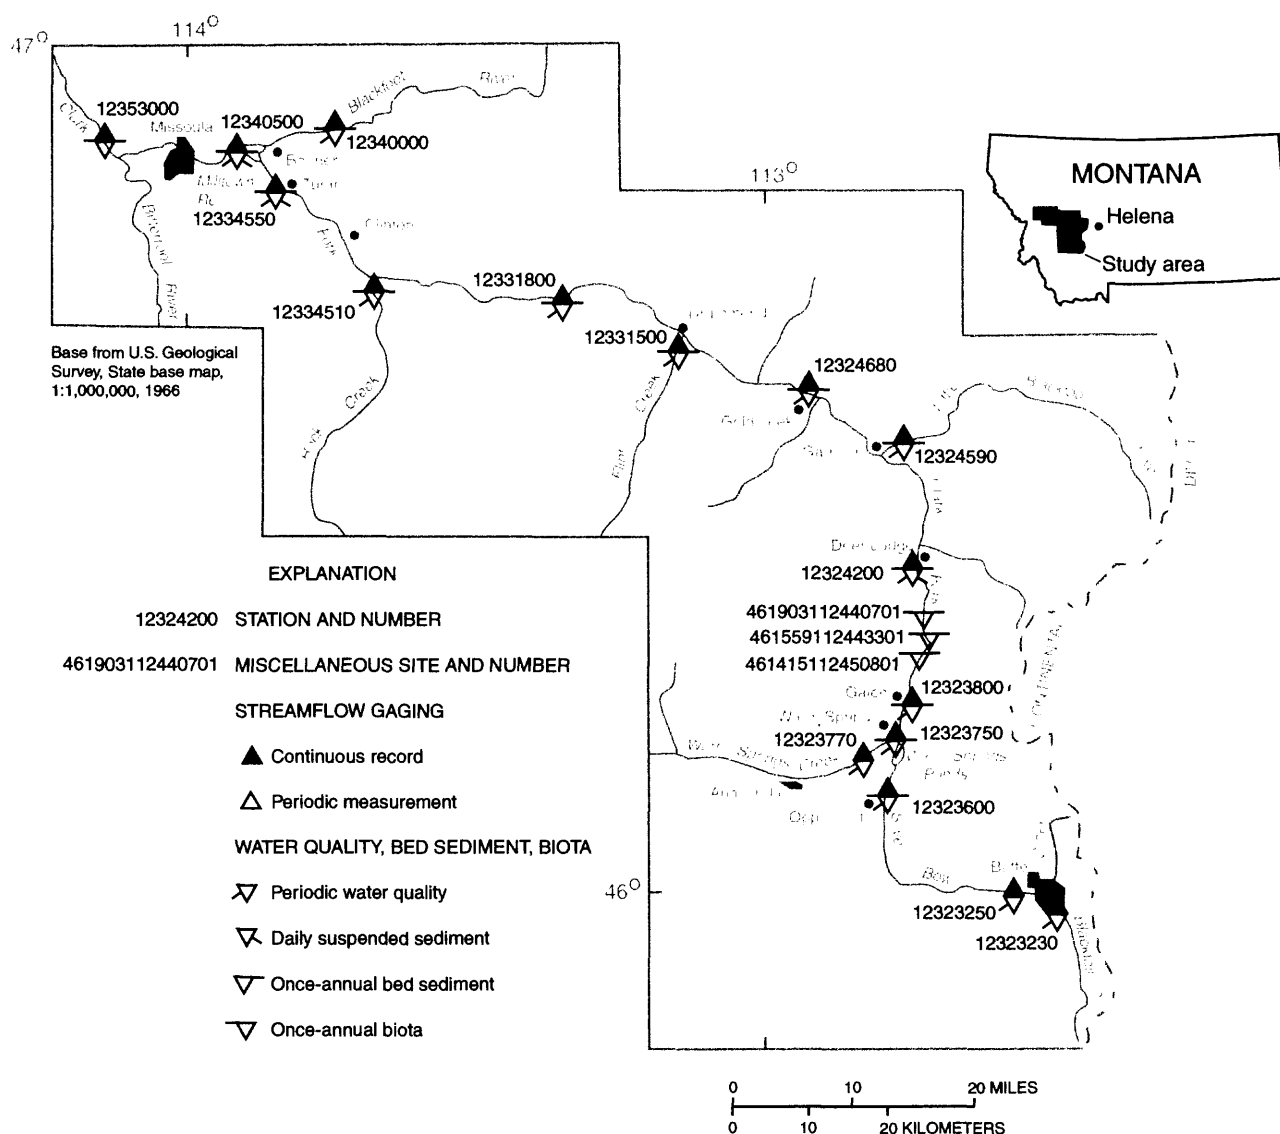 47°
114°
12353000
12340500
Blackfoot
River
12340000
Clark
Missoula
12334550
Fork
Clinton
Bitterroot
River
12334510
12331800
113°
MONTANA
Helena
Study area
Base from U.S. Geological
Survey, State base map,
1:1,000,000, 1966
12331500
12324680
Rock
Creek
Flint
Creek
12324590
12324200
461903112440701
461559112443301
461415112450801
12323800
12323750
12323770
12323600
CONTINENTAL
46°
12323250
12323230
EXPLANATION
12324200 STATION AND NUMBER
461903112440701 MISCELLANEOUS SITE AND NUMBER
STREAMFLOW GAGING
Continuous record
Periodic measurement
WATER QUALITY, BED SEDIMENT, BIOTA
Periodic water quality
Daily suspended sediment
Once-annual bed sediment
Once-annual biota
0 10 20 MILES
0 10 20 KILOMETERS